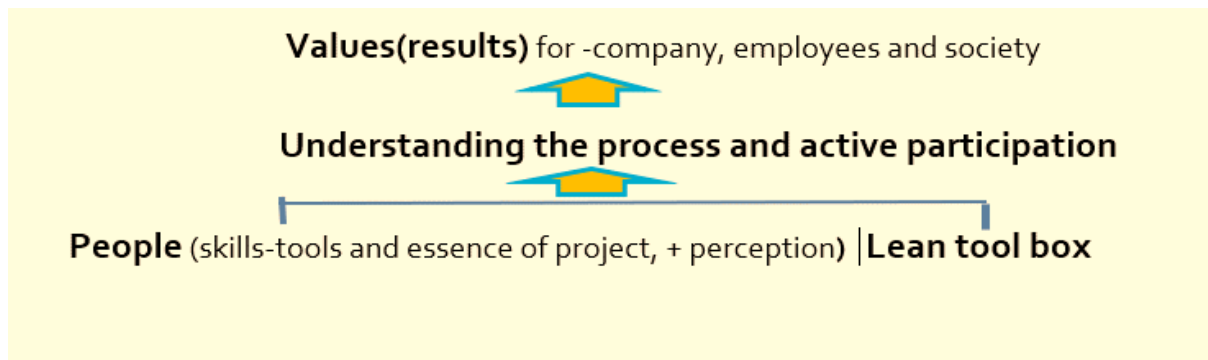 Values(results) for -company, employees and society
Understanding the process and active participation
People (skills-tools and essence of project, + perception) |Lean tool box